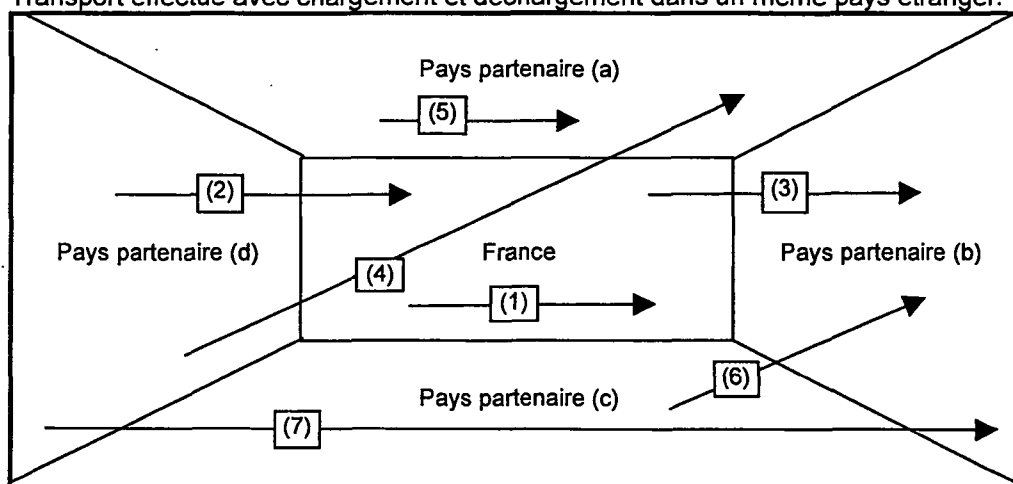 Transport effectué avec chargement et déchargement dans un même pays étranger.
Pays partenaire (a)
(5)
(2)
(3)
Pays partenaire (d)
(4)
France
Pays partenaire (b)
(1)
(6)
Pays partenaire (c)
(7)